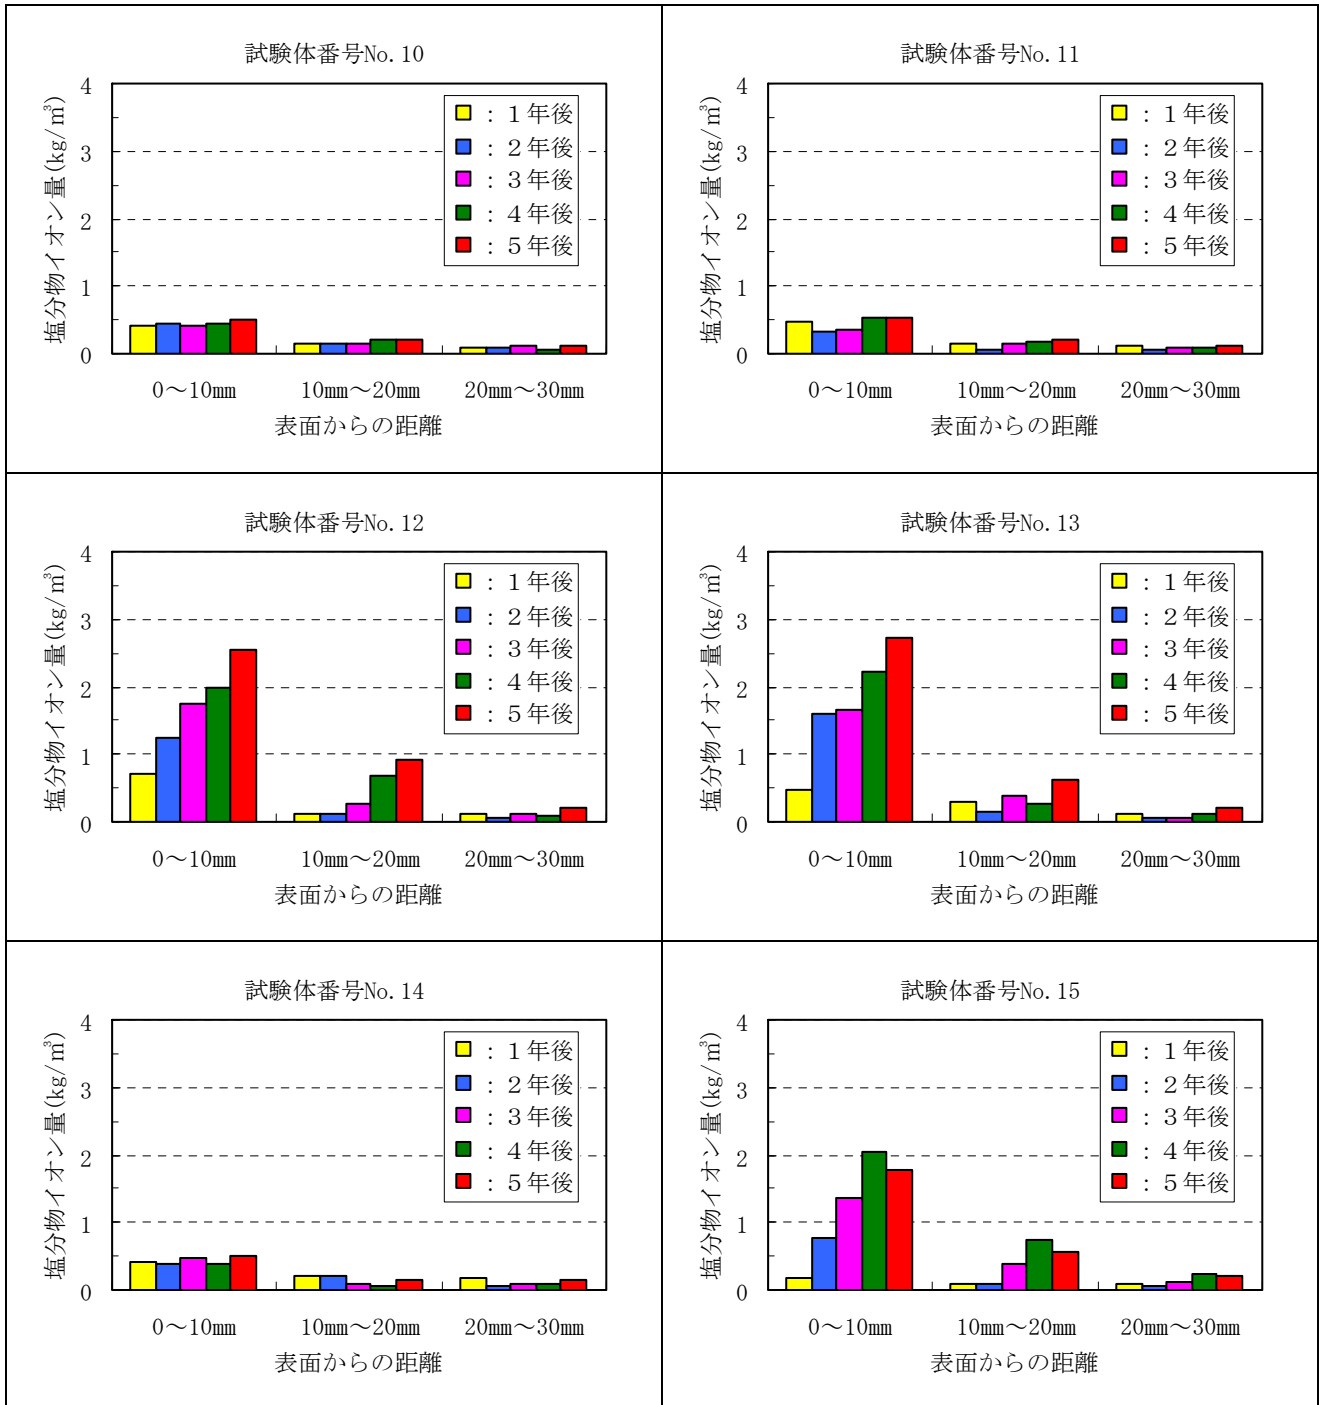 試験体番号No.10
塩分物イオン量(kg/㎥)
4
3
2
1
0
：１年後
：２年後
：３年後
：４年後
：５年後
0～10mm 10mm～20mm 20mm～30mm
表面からの距離
試験体番号No.11
塩分物イオン量(kg/㎥)
4
3
2
1
0
：１年後
：２年後
：３年後
：４年後
：５年後
0～10mm 10mm～20mm 20mm～30mm
表面からの距離
試験体番号No.12
塩分物イオン量(kg/㎥)
4
3
2
1
0
：１年後
：２年後
：３年後
：４年後
：５年後
0～10mm 10mm～20mm 20mm～30mm
表面からの距離
試験体番号No.13
塩分物イオン量(kg/㎥)
4
3
2
1
0
：１年後
：２年後
：３年後
：４年後
：５年後
0～10mm 10mm～20mm 20mm～30mm
表面からの距離
試験体番号No.14
塩分物イオン量(kg/㎥)
4
3
2
1
0
：１年後
：２年後
：３年後
：４年後
：５年後
0～10mm 10mm～20mm 20mm～30mm
表面からの距離
試験体番号No.15
塩分物イオン量(kg/㎥)
4
3
2
1
0
：１年後
：２年後
：３年後
：４年後
：５年後
0～10mm 10mm～20mm 20mm～30mm
表面からの距離